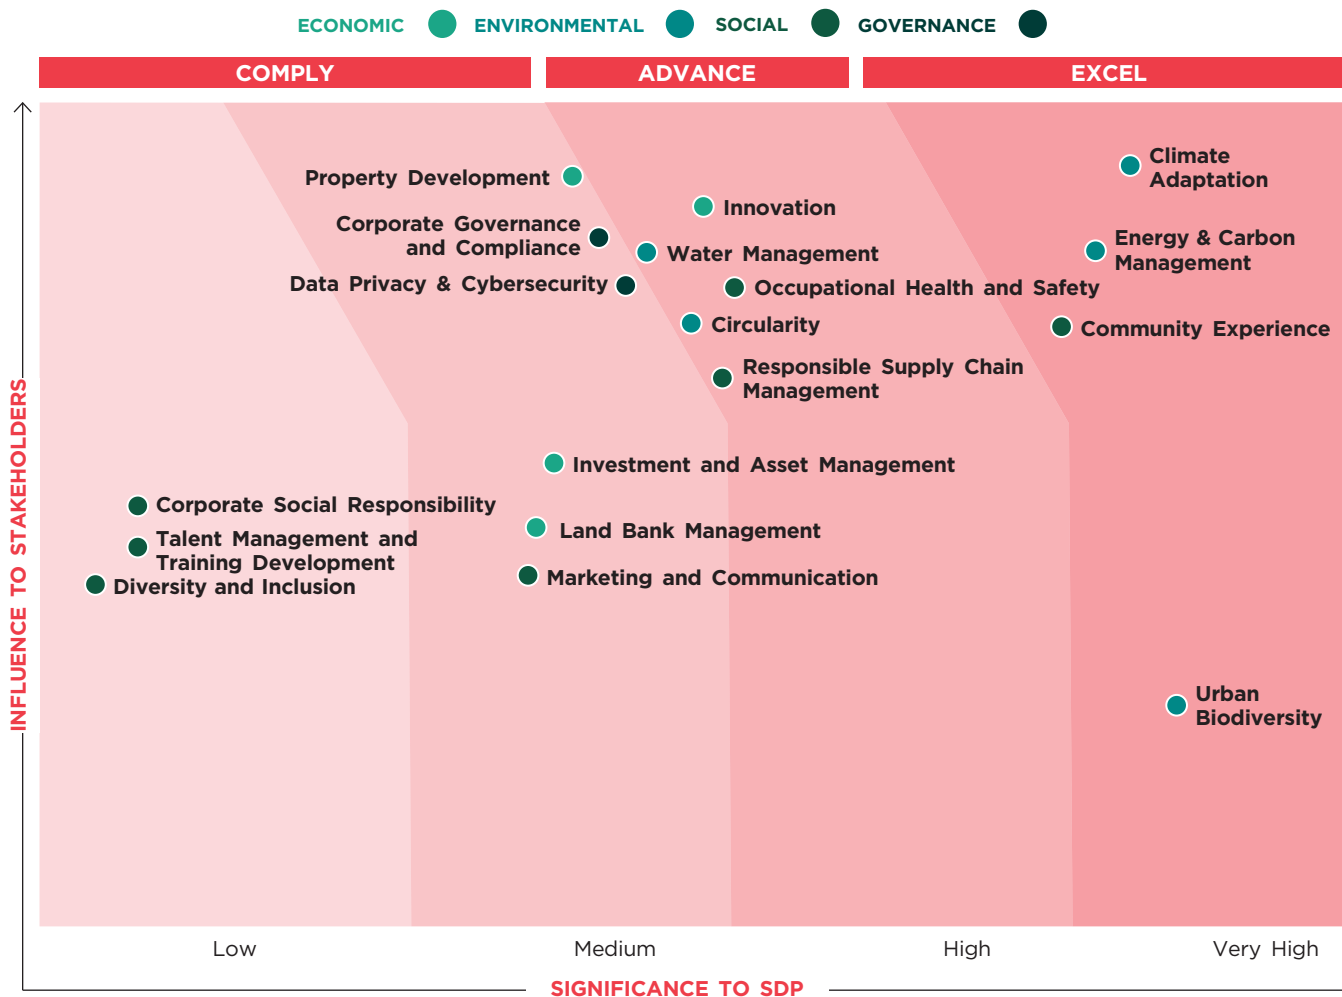 ECONOMIC ENVIRONMENTAL SOCIAL GOVERNANCE
COMPLY ADVANCE EXCEL
Climate
Adaptation
Property Development
Innovation
Corporate Governance
and Compliance
Water Management
Energy & Carbon
Management
Data Privacy & Cybersecurity
Occupational Health and Safety
Circularity
Community Experience
Responsible Supply Chain
Management
Investment and Asset Management
Corporate Social Responsibility
Land Bank Management
Talent Management and
Training Development
Marketing and Communication
Diversity and Inclusion
Urban
Biodiversity
INFLUENCE TO STAKEHOLDERS
Low Medium High Very High
SIGNIFICANCE TO SDP